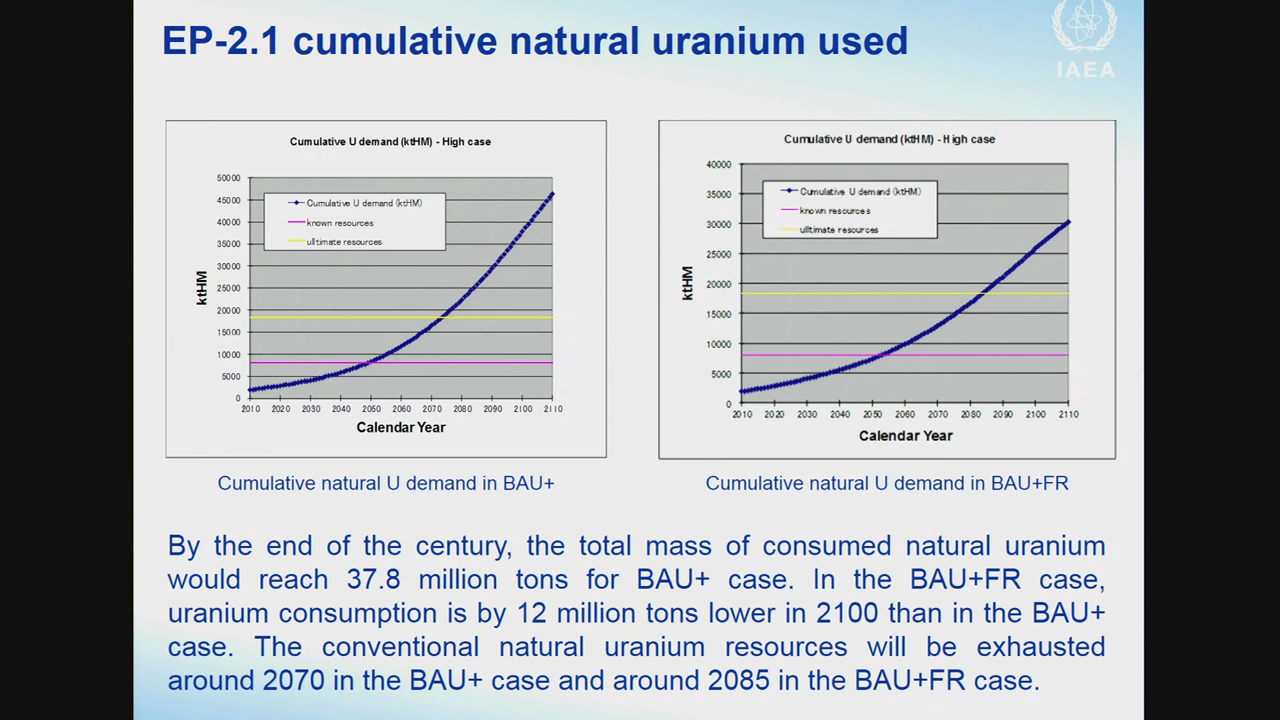 EP-2.1 cumulative natural uranium used
IAEA
Cumulative U demand (ktHM) - High case
50000
45000
40000
35000
30000
25000
20000
15000
10000
5000
0
Cumulative U demand (ktHM)
known resources
ulltimate resources
ktHM
2010 2020 2030 2040 2050 2060 2070 2080 2090 2100 2110
Calendar Year
Cumulative natural U demand in BAU+
Cumulative U demand (ktHM) - High case
40000
35000
30000
25000
20000
15000
10000
5000
0
Cumulative U demand (ktHM)
known resources
ulltimate resources
ktHM
2010 2020 2030 2040 2050 2060 2070 2080 2090 2100 2110
Calendar Year
Cumulative natural U demand in BAU+FR
By the end of the century, the total mass of consumed natural uranium
would reach 37.8 million tons for BAU+ case. In the BAU+FR case,
uranium consumption is by 12 million tons lower in 2100 than in the BAU+
case. The conventional natural uranium resources will be exhausted
around 2070 in the BAU+ case and around 2085 in the BAU+FR case.